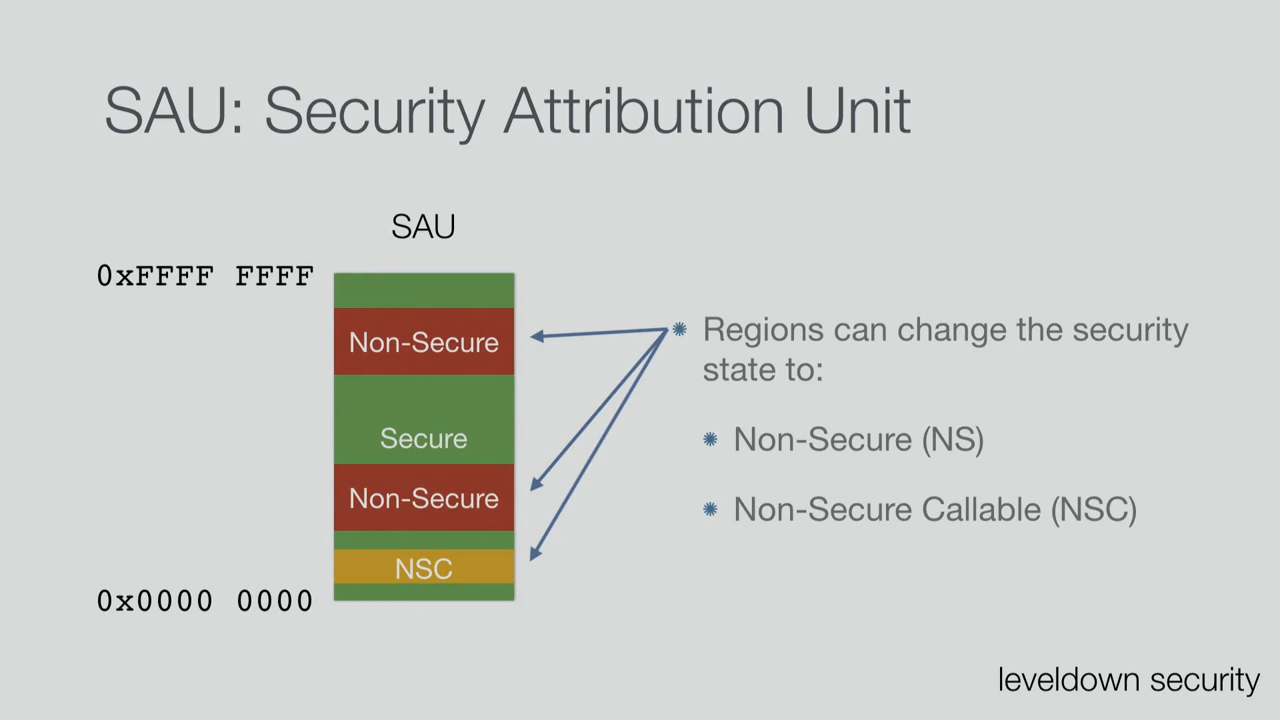 SAU: Security Attribution Unit
SAU
0xFFFF FFFF
Non-Secure
Secure
Non-Secure
NSC
0x0000 0000
Regions can change the security
state to:
Non-Secure (NS)
Non-Secure Callable (NSC)
leveldown security